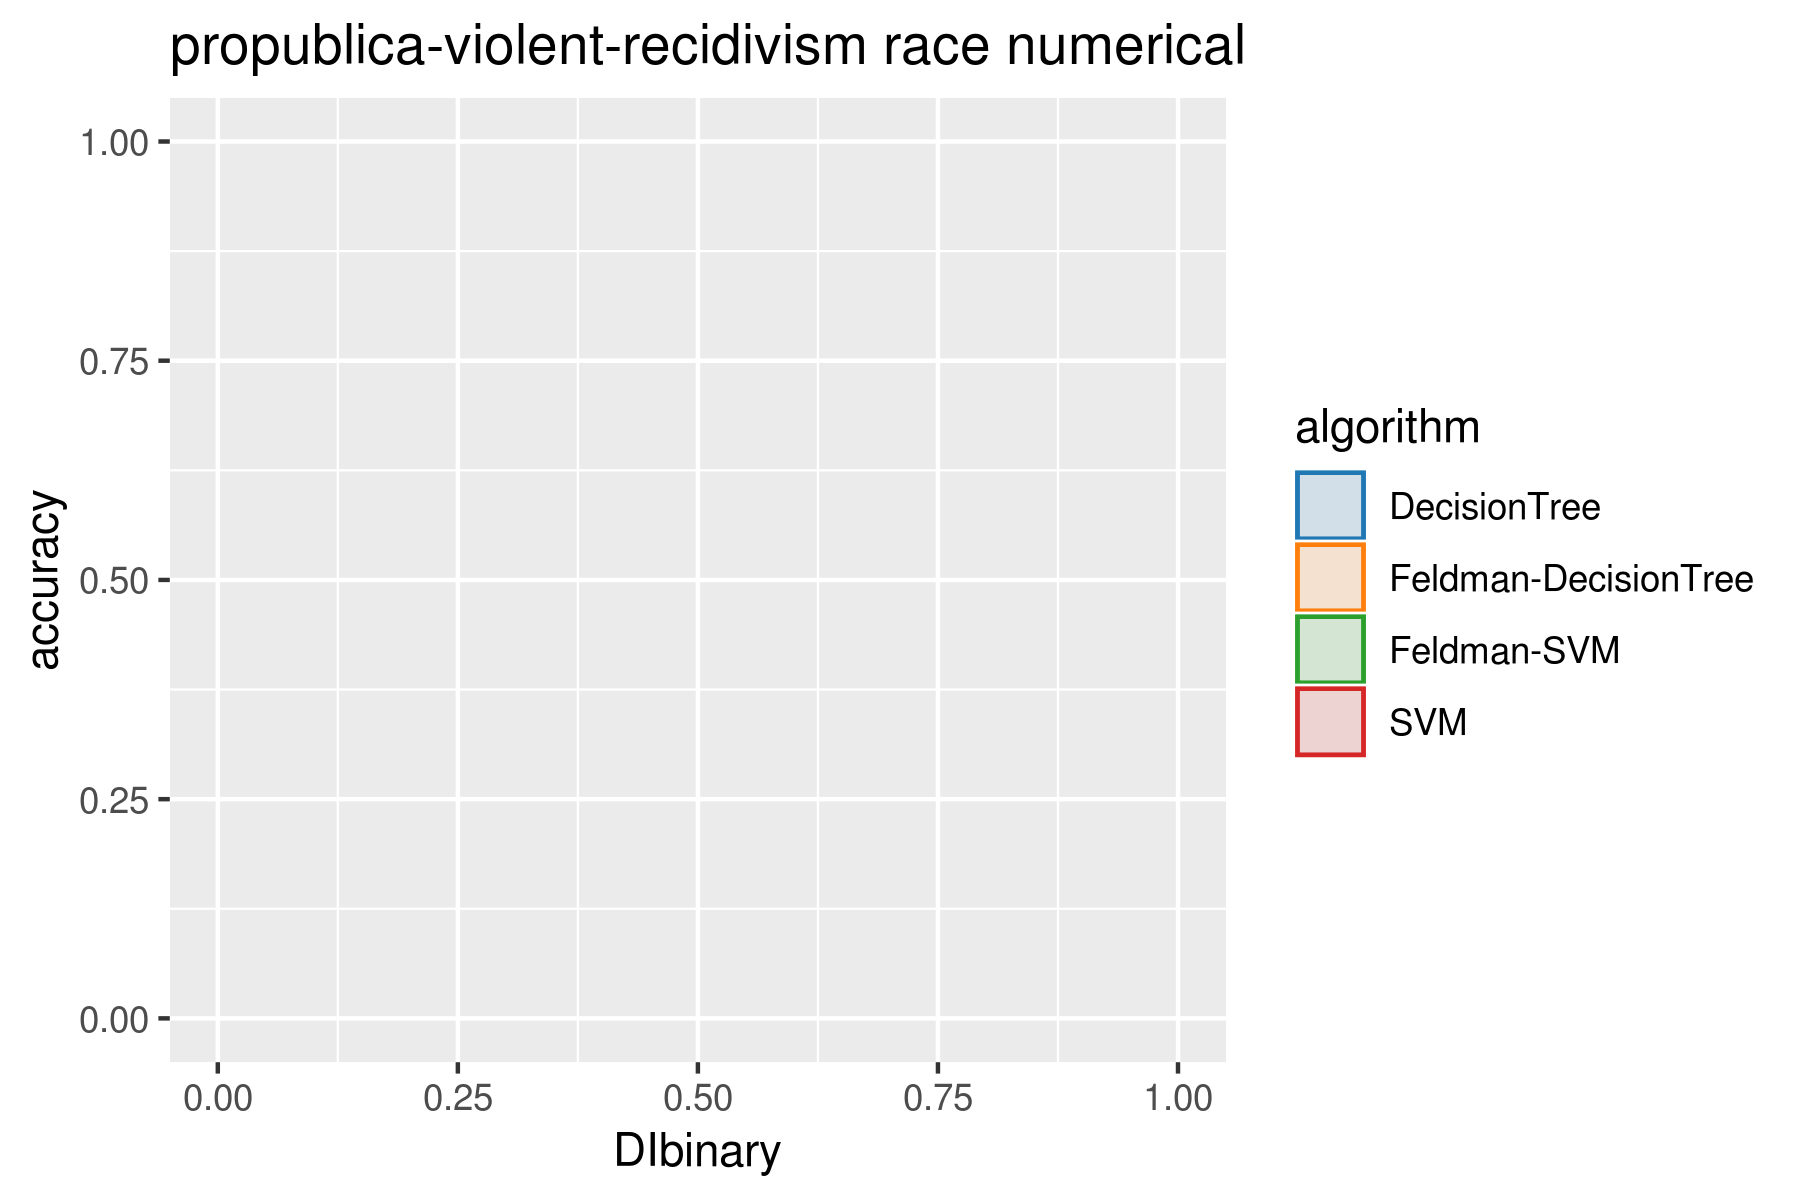 propublica-violent-recidivism race numerical
1.00
0.75
0.50
0.25
0.00
accuracy
0.00 0.25 0.50 0.75 1.00
DIbinary
algorithm
DecisionTree
Feldman-DecisionTree
Feldman-SVM
SVM